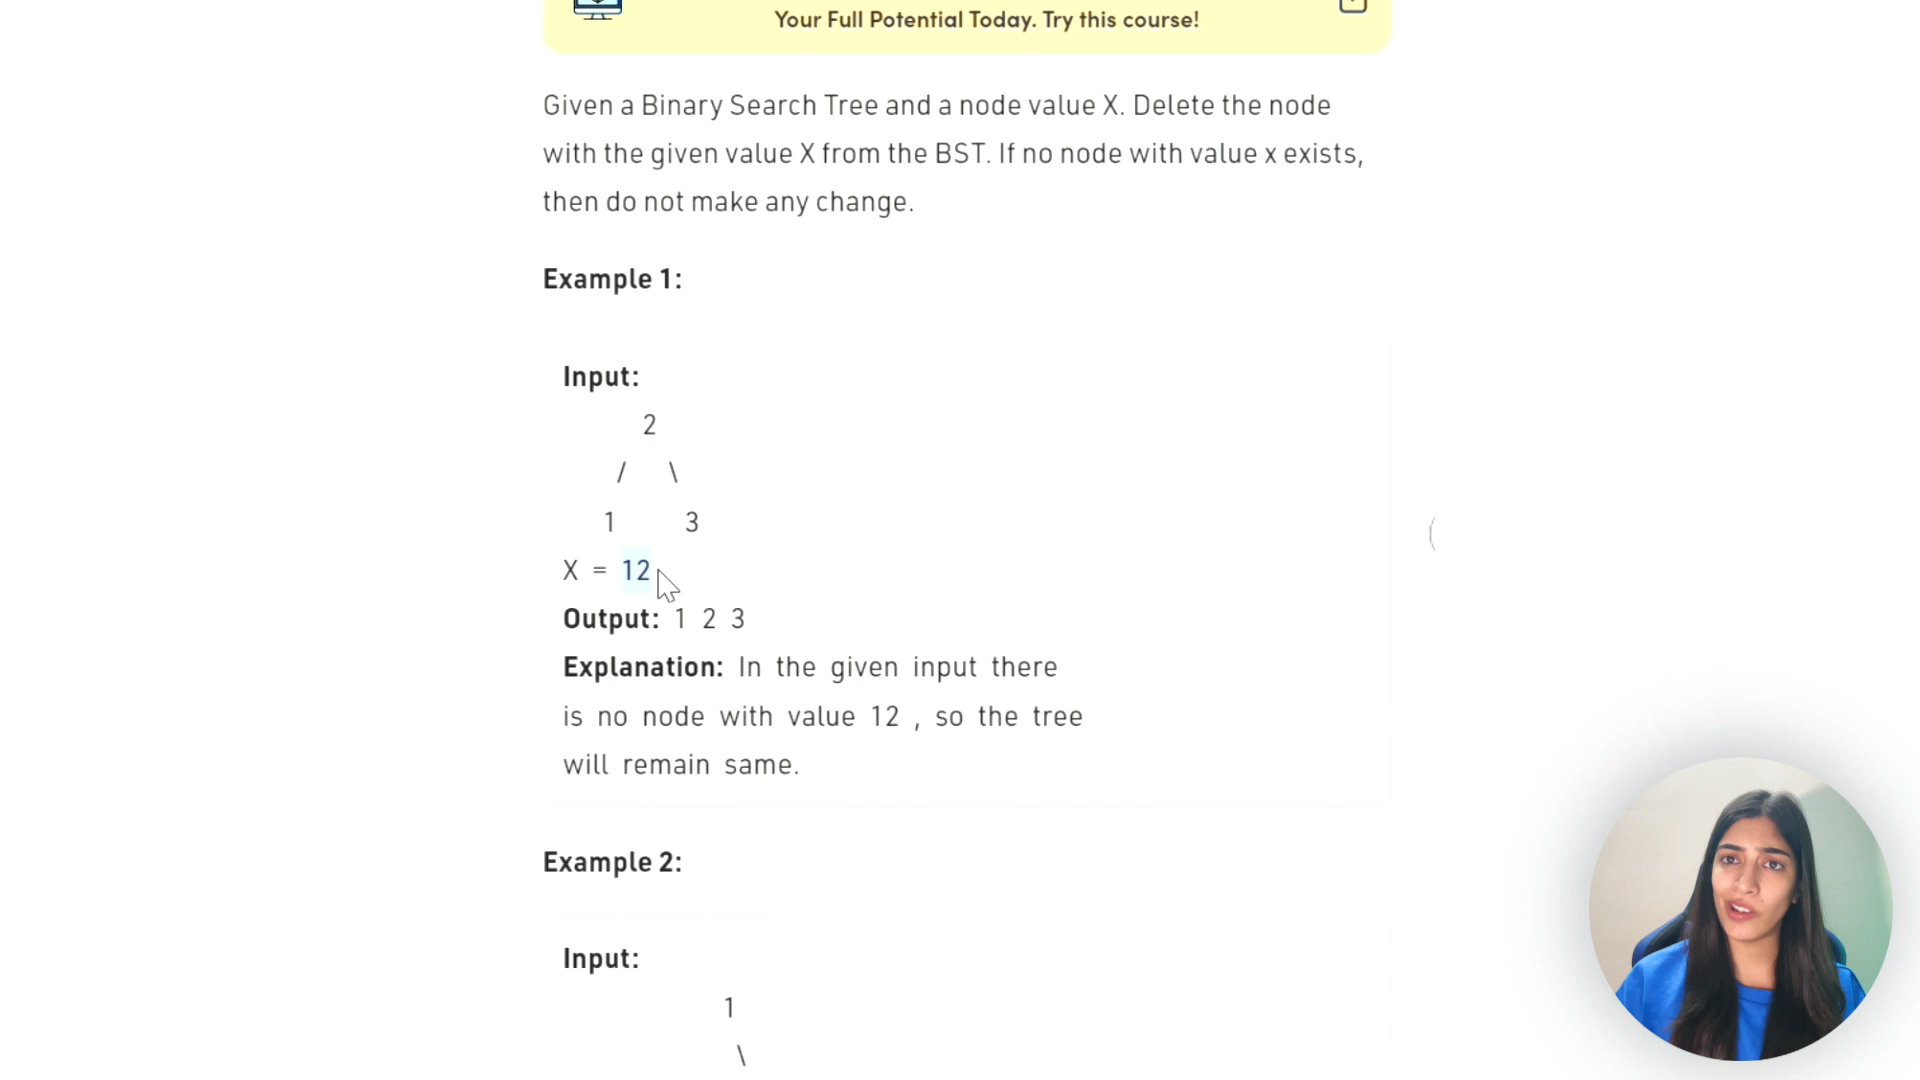 Your Full Potential Today. Try this course!
Given a Binary Search Tree and a node value X. Delete the node
with the given value X from the BST. If no node with value x exists,
then do not make any change.
Example 1:
Input:
2
/ \
1 3
X = 12
Output: 1 2 3
Explanation: In the given input there
is no node with value 12 , so the tree
will remain same.
Example 2:
Input:
1
\